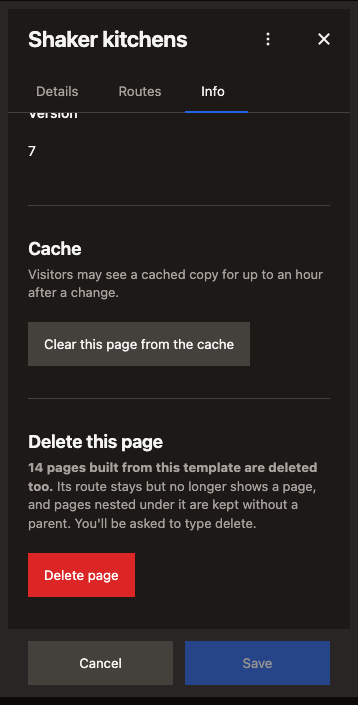 Shaker kitchens
Details Routes Info
Version
7
Cache
Visitors may see a cached copy for up to an hour
after a change.
Clear this page from the cache
Delete this page
14 pages built from this template are deleted
too. Its route stays but no longer shows a page,
and pages nested under it are kept without a
parent. You'll be asked to type delete.
Delete page
Cancel Save